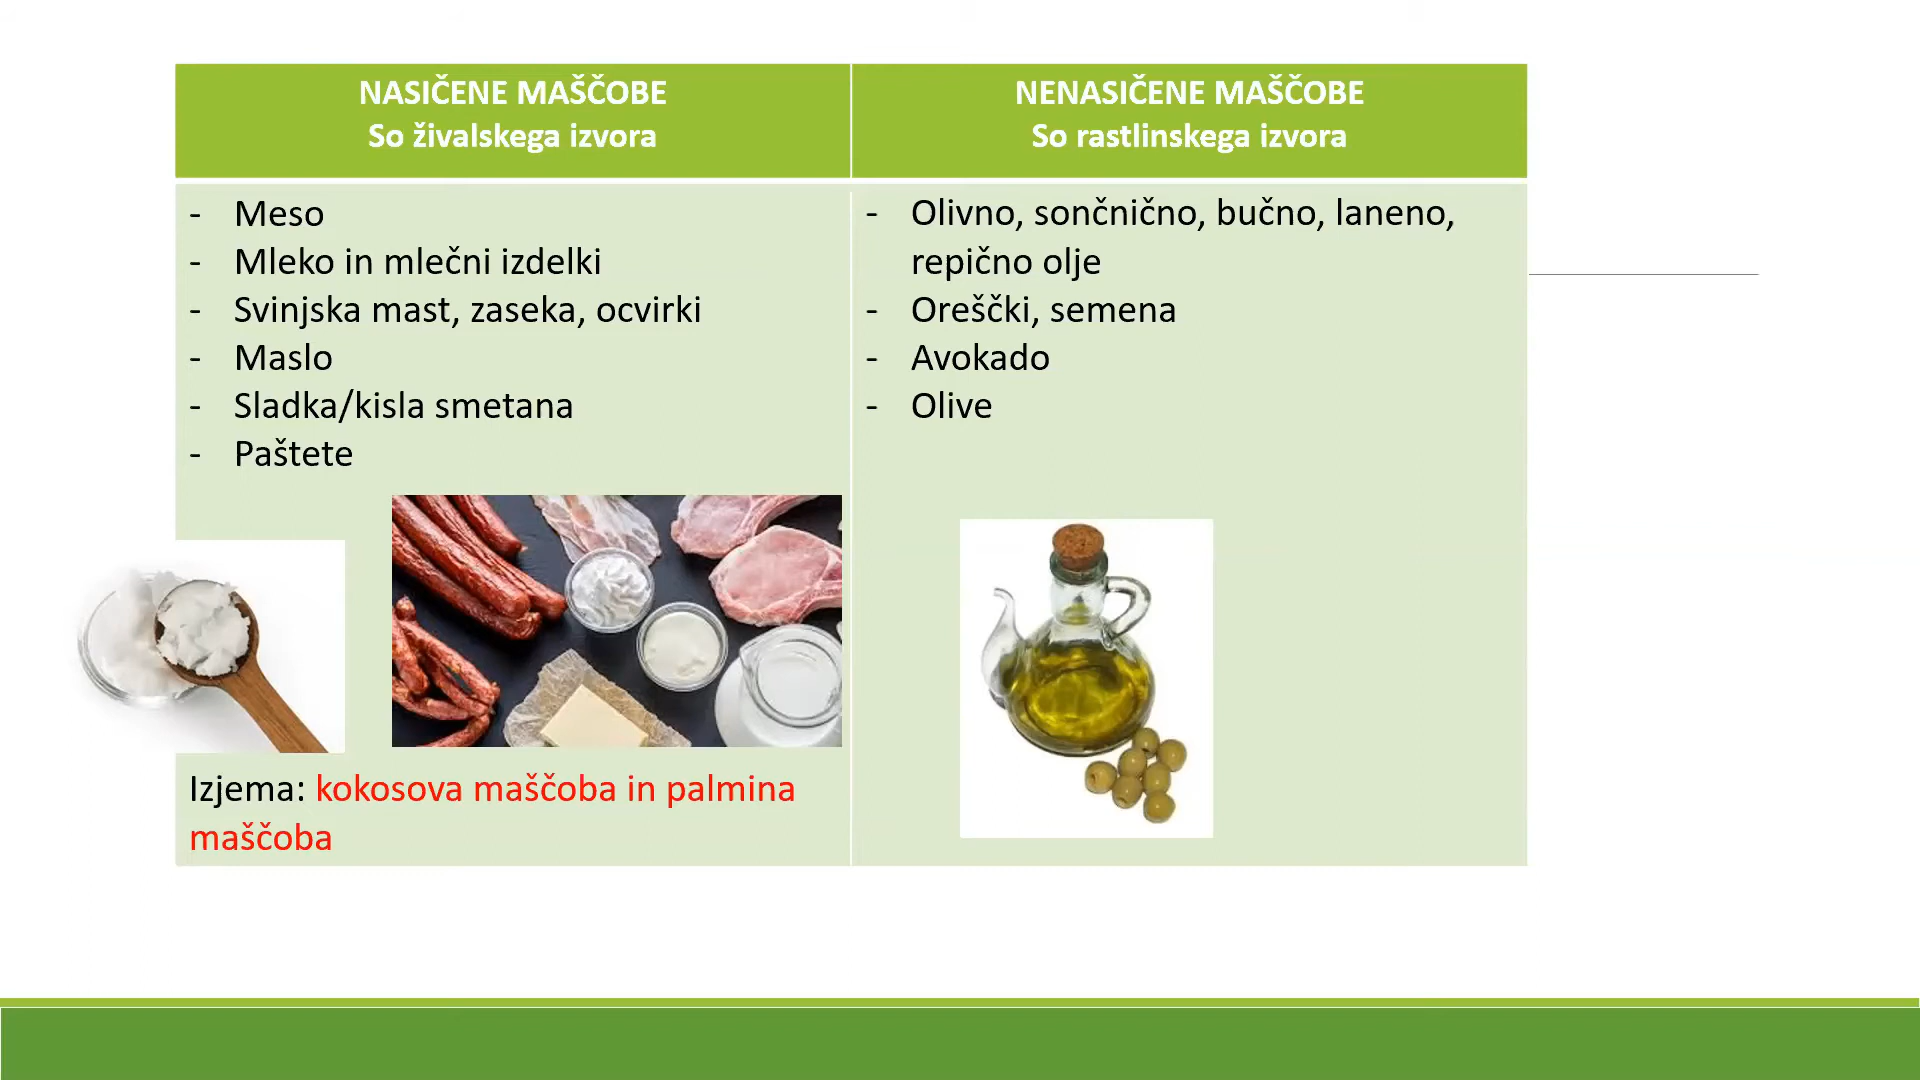 NASIČENE MAŠČOBE
So živalskega izvora
- Meso
- Mleko in mlečni izdelki
- Svinjska mast, zaseka, ocvirki
- Maslo
- Sladka/kisla smetana
- Paštete
Izjema: kokosova maščoba in palmina
maščoba
NENASIČENE MAŠČOBE
So rastlinskega izvora
- Olivno, sončnično, bučno, laneno,
repično olje
- Oreščki, semena
- Avokado
- Olive